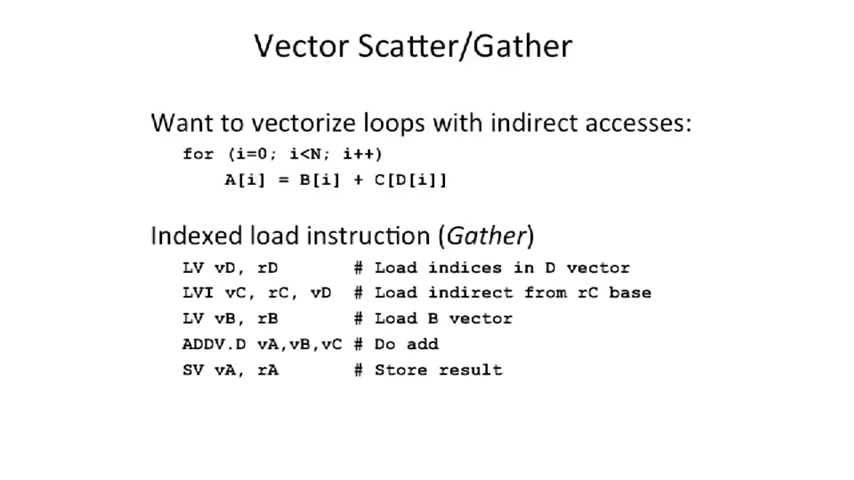 Vector Scatter/Gather
Want to vectorize loops with indirect accesses:
for (i=0; i<N; i++)
A[i] = B[i] + C[D[i]]
Indexed load instruction (Gather)
LV vD, rD # Load indices in D vector
LVI vC, rC, vD # Load indirect from rC base
LV vB, rB # Load B vector
ADDV.D vA,vB,vC # Do add
SV vA, rA # Store result